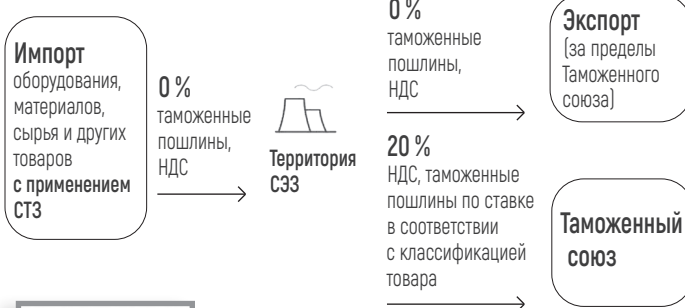 Импорт
оборудования,
материалов,
сырья и других
товаров
с применением
СТЗ
0 %
таможенные
пошлины,
НДС
Территория
СЭЗ
0 %
таможенные
пошлины,
НДС
Экспорт
(за пределы
Таможенного
союза)
20 %
НДС, таможенные
пошлины по ставке
в соответствии
с классификацией
товара
Таможенный
союз